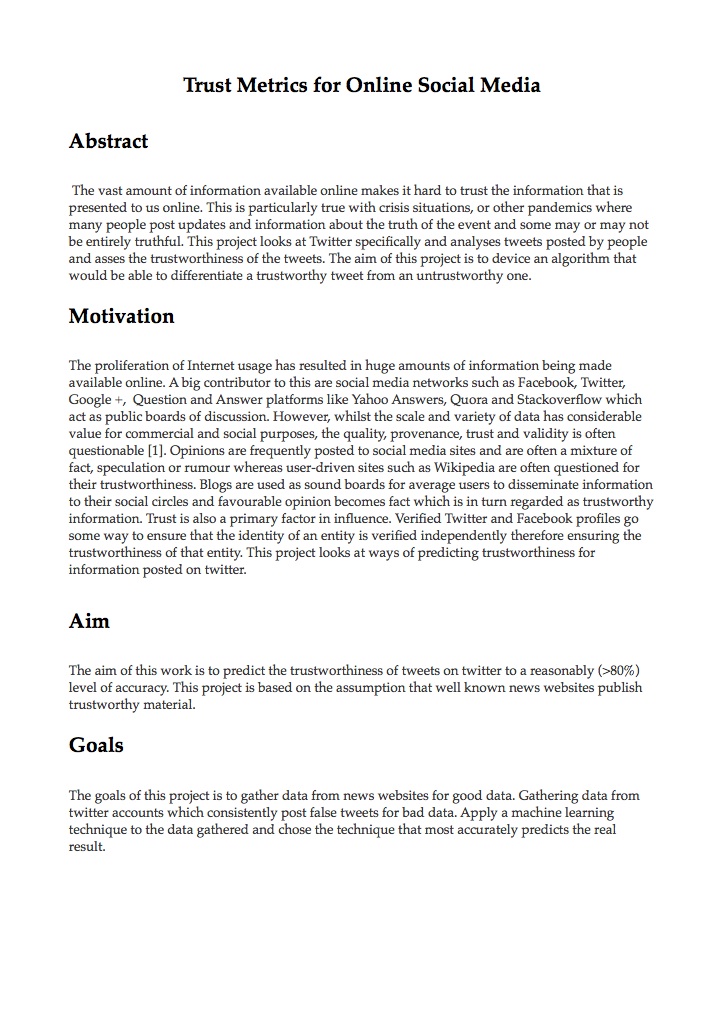 Trust Metrics for Online Social Media
Abstract
The vast amount of information available online makes it hard to trust the information that is
presented to us online. This is particularly true with crisis situations, or other pandemics where
many people post updates and information about the truth of the event and some may or may not
be entirely truthful. This project looks at Twitter specifically and analyses tweets posted by people
and asses the trustworthiness of the tweets. The aim of this project is to device an algorithm that
would be able to differentiate a trustworthy tweet from an untrustworthy one.
Motivation
The proliferation of Internet usage has resulted in huge amounts of information being made
available online. A big contributor to this are social media networks such as Facebook, Twitter,
Google +,  Question and Answer platforms like Yahoo Answers, Quora and Stackoverflow which
act as public boards of discussion. However, whilst the scale and variety of data has considerable
value for commercial and social purposes, the quality, provenance, trust and validity is often
questionable [1]. Opinions are frequently posted to social media sites and are often a mixture of
fact, speculation or rumour whereas user-driven sites such as Wikipedia are often questioned for
their trustworthiness. Blogs are used as sound boards for average users to disseminate information
to their social circles and favourable opinion becomes fact which is in turn regarded as trustworthy
information. Trust is also a primary factor in influence. Verified Twitter and Facebook profiles go
some way to ensure that the identity of an entity is verified independently therefore ensuring the
trustworthiness of that entity. This project looks at ways of predicting trustworthiness for
information posted on twitter.
Aim
The aim of this work is to predict the trustworthiness of tweets on twitter to a reasonably (>80%)
level of accuracy. This project is based on the assumption that well known news websites publish
trustworthy material.
Goals
The goals of this project is to gather data from news websites for good data. Gathering data from
twitter accounts which consistently post false tweets for bad data. Apply a machine learning
technique to the data gathered and chose the technique that most accurately predicts the real
result.